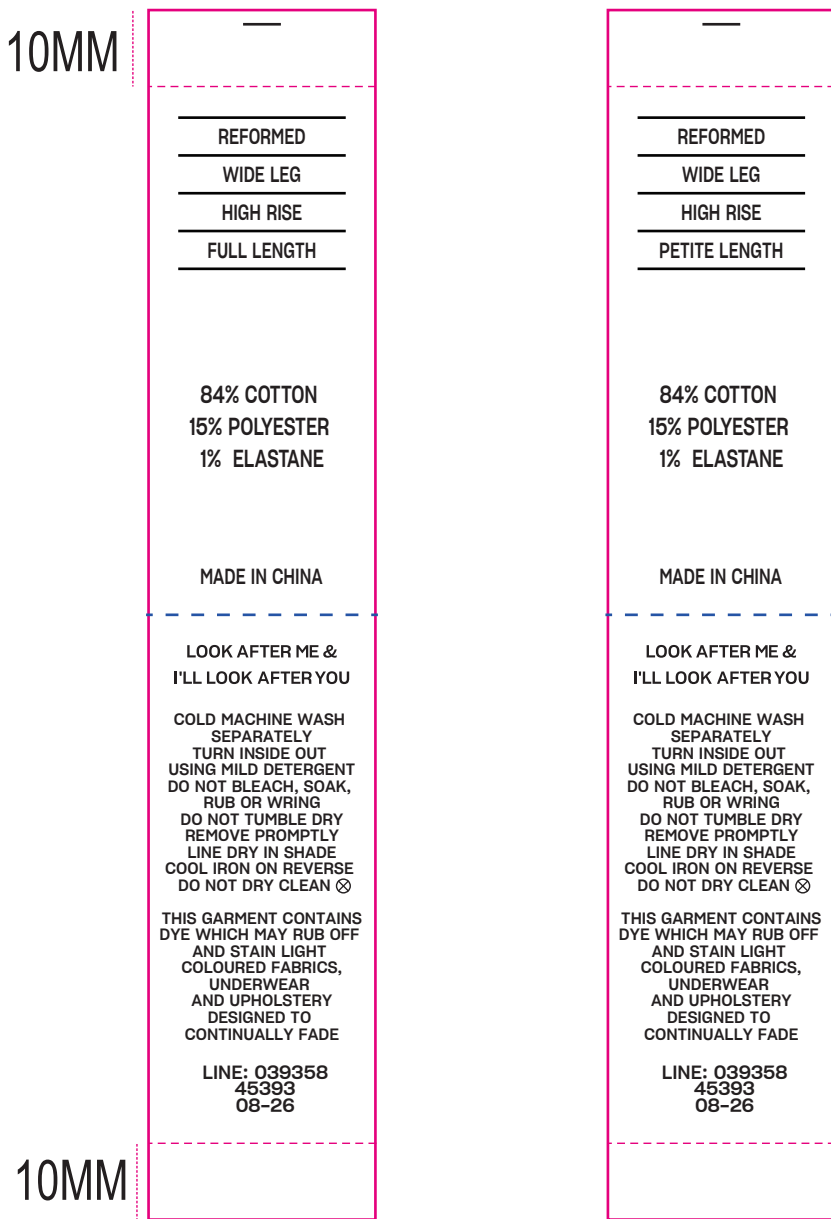 10MM
REFORMED
WIDE LEG
HIGH RISE
FULL LENGTH
84% COTTON
15% POLYESTER
1% ELASTANE
MADE IN CHINA
LOOK AFTER ME &
I'LL LOOK AFTER YOU
COLD MACHINE WASH
SEPARATELY
TURN INSIDE OUT
USING MILD DETERGENT
DO NOT BLEACH, SOAK,
RUB OR WRING
DO NOT TUMBLE DRY
REMOVE PROMPTLY
LINE DRY IN SHADE
COOL IRON ON REVERSE
DO NOT DRY CLEAN ⊗
THIS GARMENT CONTAINS
DYE WHICH MAY RUB OFF
AND STAIN LIGHT
COLOURED FABRICS,
UNDERWEAR
AND UPHOLSTERY
DESIGNED TO
CONTINUALLY FADE
LINE: 039358
45393
08-26
10MM
REFORMED
WIDE LEG
HIGH RISE
PETITE LENGTH
84% COTTON
15% POLYESTER
1% ELASTANE
MADE IN CHINA
LOOK AFTER ME &
I'LL LOOK AFTER YOU
COLD MACHINE WASH
SEPARATELY
TURN INSIDE OUT
USING MILD DETERGENT
DO NOT BLEACH, SOAK,
RUB OR WRING
DO NOT TUMBLE DRY
REMOVE PROMPTLY
LINE DRY IN SHADE
COOL IRON ON REVERSE
DO NOT DRY CLEAN ⊗
THIS GARMENT CONTAINS
DYE WHICH MAY RUB OFF
AND STAIN LIGHT
COLOURED FABRICS,
UNDERWEAR
AND UPHOLSTERY
DESIGNED TO
CONTINUALLY FADE
LINE: 039358
45393
08-26